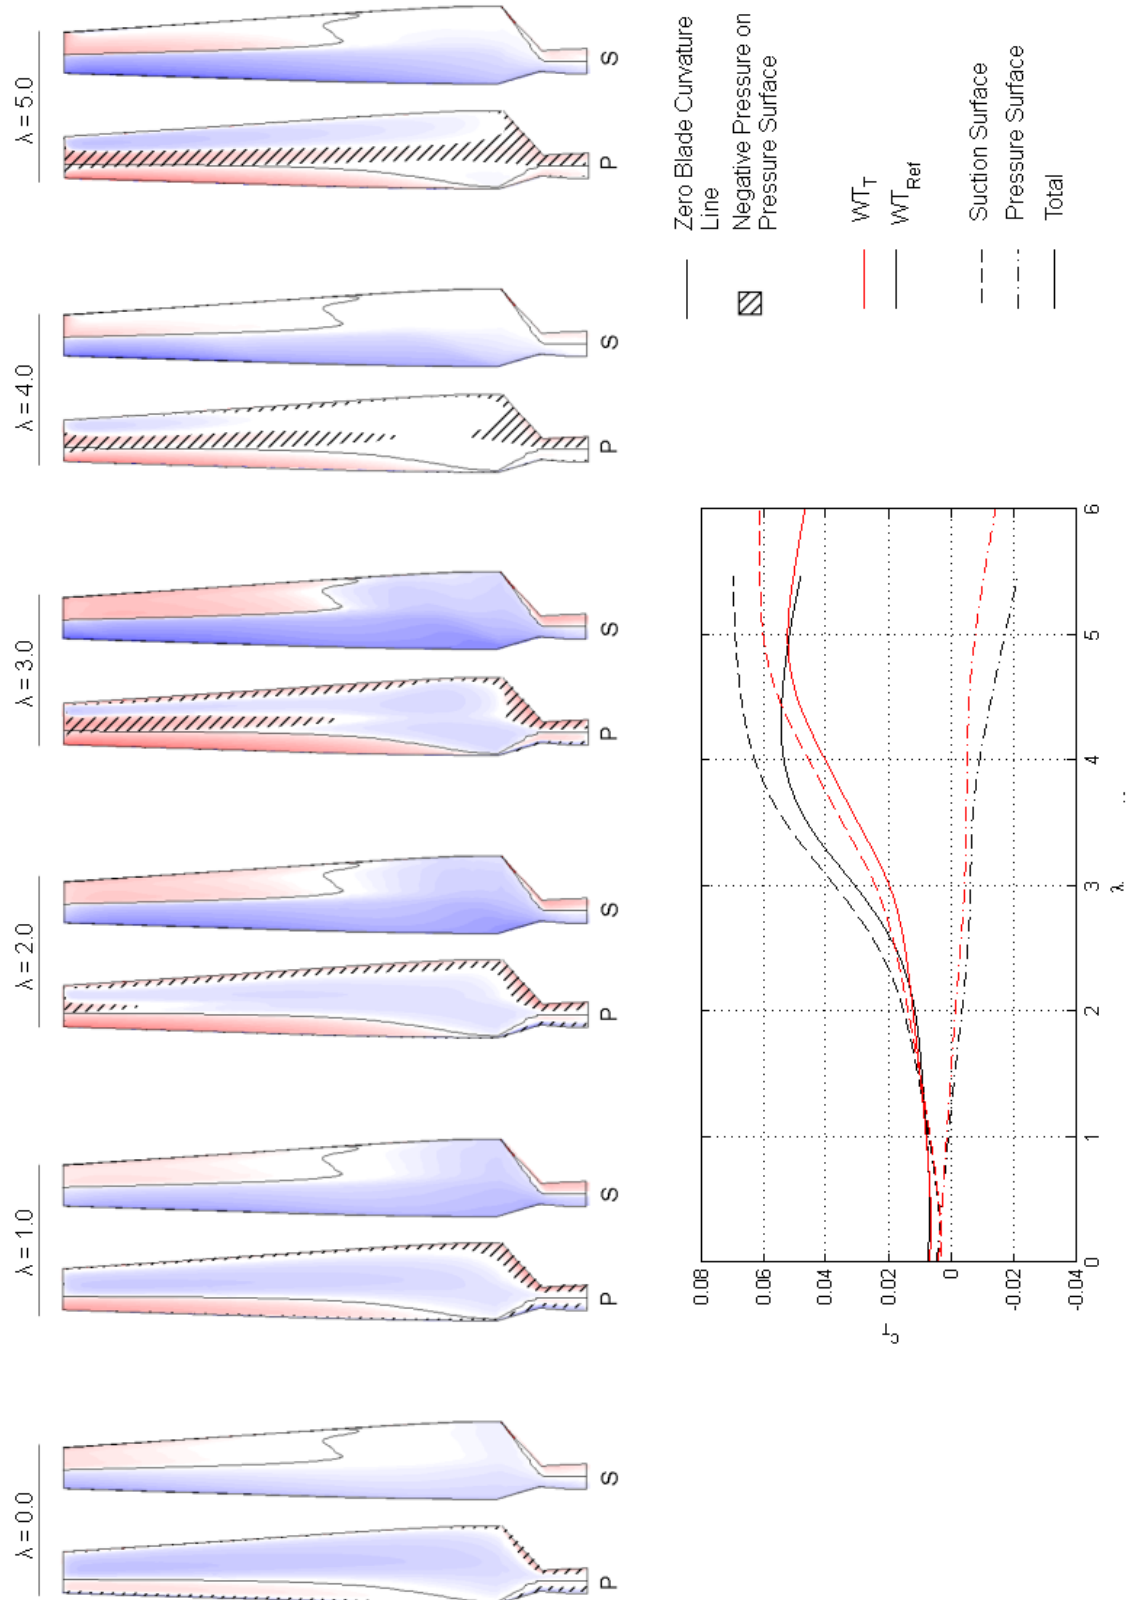 λ = 0.0
λ = 1.0
λ = 2.0
λ = 3.0
λ = 4.0
λ = 5.0
P S P S P S P S P S P S
Zero Blade Curvature
Line
Negative Pressure on
Pressure Surface
WT_T
WT_Ref
Suction Surface
Pressure Surface
Total
0.08
0.06
0.04
0.02
0
-0.02
-0.04
C_T
0 1 2 3 4 5 6
λ